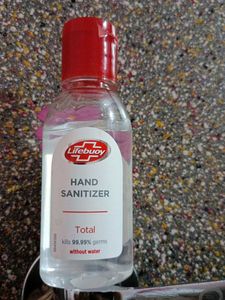 Lifebuoy
HAND
SANITIZER
Total
kills 99.99% germs
without water